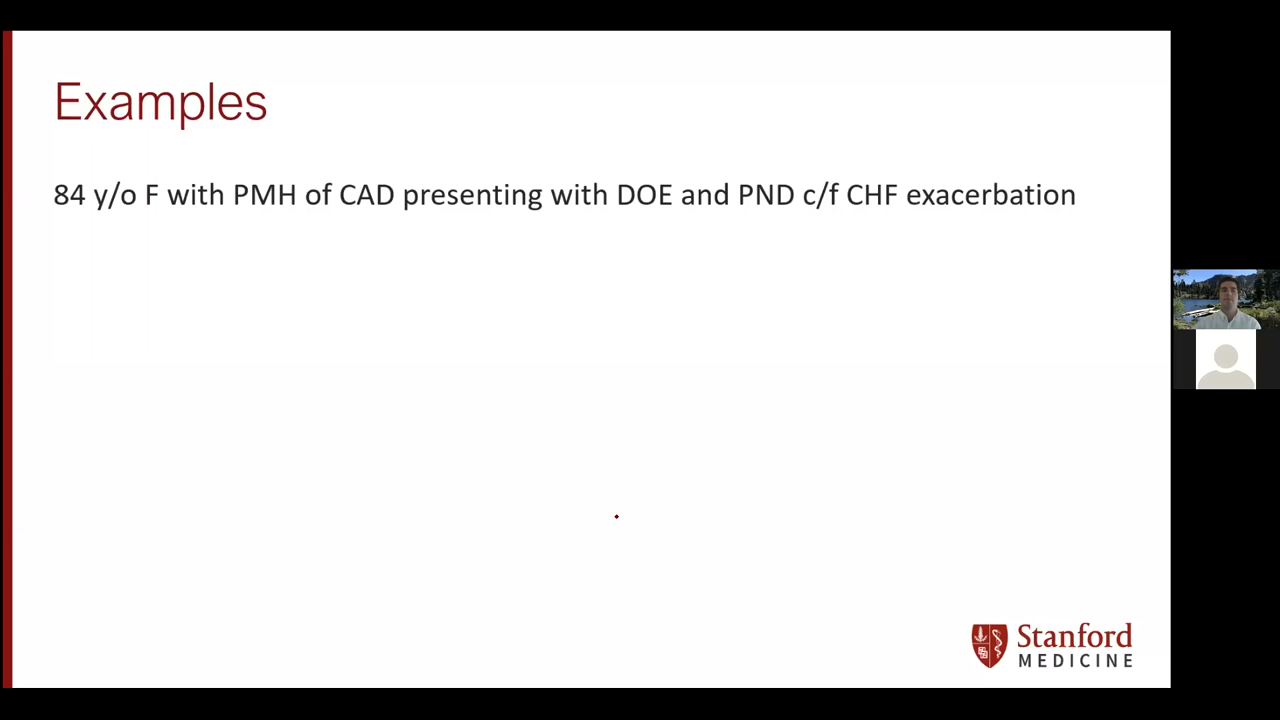 Examples
84 y/o F with PMH of CAD presenting with DOE and PND c/f CHF exacerbation
Stanford
MEDICINE